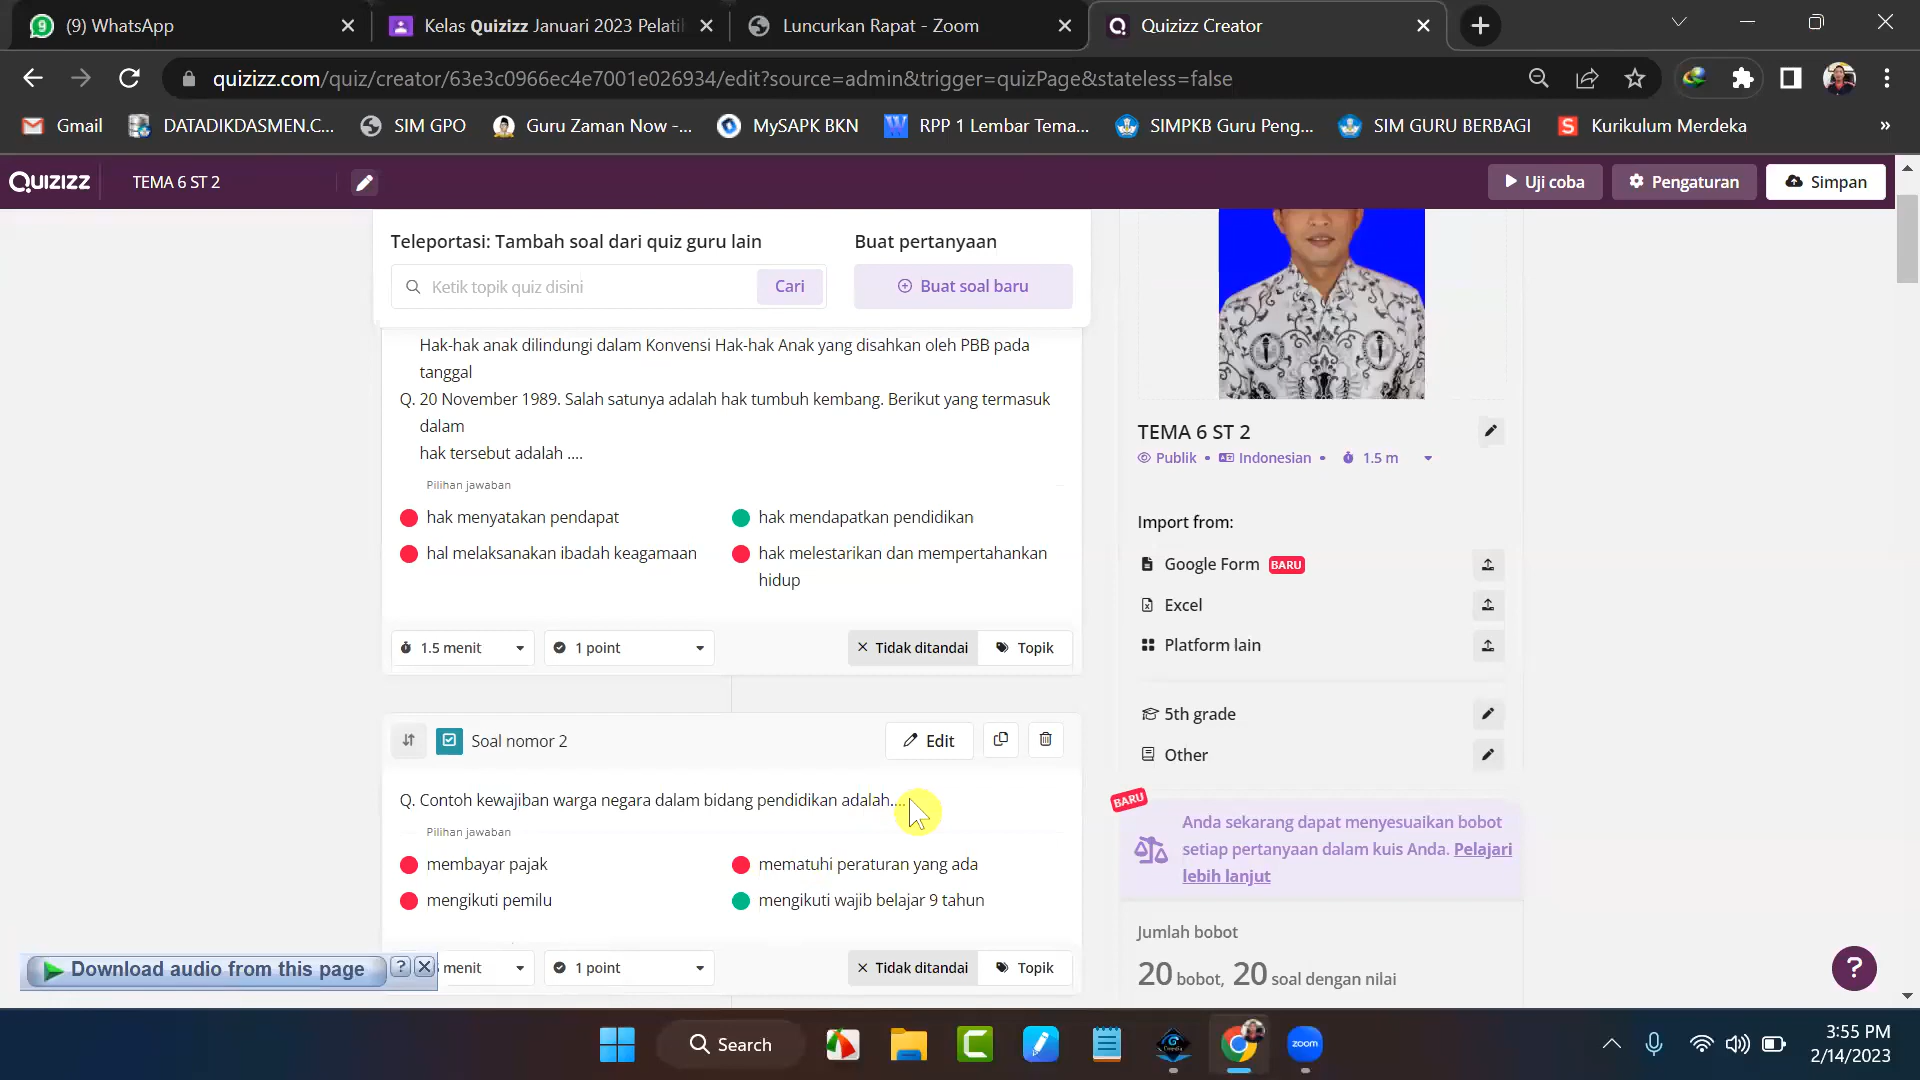 (9) WhatsApp
Kelas Quizizz Januari 2023 Pelati
Luncurkan Rapat - Zoom
Quizizz Creator
quizizz.com/quiz/creator/63e3c0966ec4e7001e026934/edit?source=admin&trigger=quizPage&stateless=false
Gmail
DATADIKDASMEN.C...
SIM GPO
Guru Zaman Now -...
MySAPK BKN
RPP 1 Lembar Tema...
SIMPKB Guru Peng...
SIM GURU BERBAGI
Kurikulum Merdeka
»
Quizizz
TEMA 6 ST 2
Uji coba
Pengaturan
Simpan
Teleportasi: Tambah soal dari quiz guru lain
Ketik topik quiz disini
Cari
Buat pertanyaan
Buat soal baru
Hak-hak anak dilindungi dalam Konvensi Hak-hak Anak yang disahkan oleh PBB pada
tanggal
Q. 20 November 1989. Salah satunya adalah hak tumbuh kembang. Berikut yang termasuk
dalam
hak tersebut adalah ....
Pilihan jawaban
hak menyatakan pendapat
hak mendapatkan pendidikan
hal melaksanakan ibadah keagamaan
hak melestarikan dan mempertahankan
hidup
1.5 menit
1 point
Tidak ditandai
Topik
Soal nomor 2
Edit
Q. Contoh kewajiban warga negara dalam bidang pendidikan adalah....
Pilihan jawaban
membayar pajak
mematuhi peraturan yang ada
mengikuti pemilu
mengikuti wajib belajar 9 tahun
menit
1 point
Tidak ditandai
Topik
Download audio from this page
?
TEMA 6 ST 2
Publik • Indonesian • 1.5 m
Import from:
Google Form BARU
Excel
Platform lain
5th grade
Other
BARU
Anda sekarang dapat menyesuaikan bobot
setiap pertanyaan dalam kuis Anda. Pelajari
lebih lanjut
Jumlah bobot
20 bobot, 20 soal dengan nilai
?
Search
zoom
3:55 PM
2/14/2023